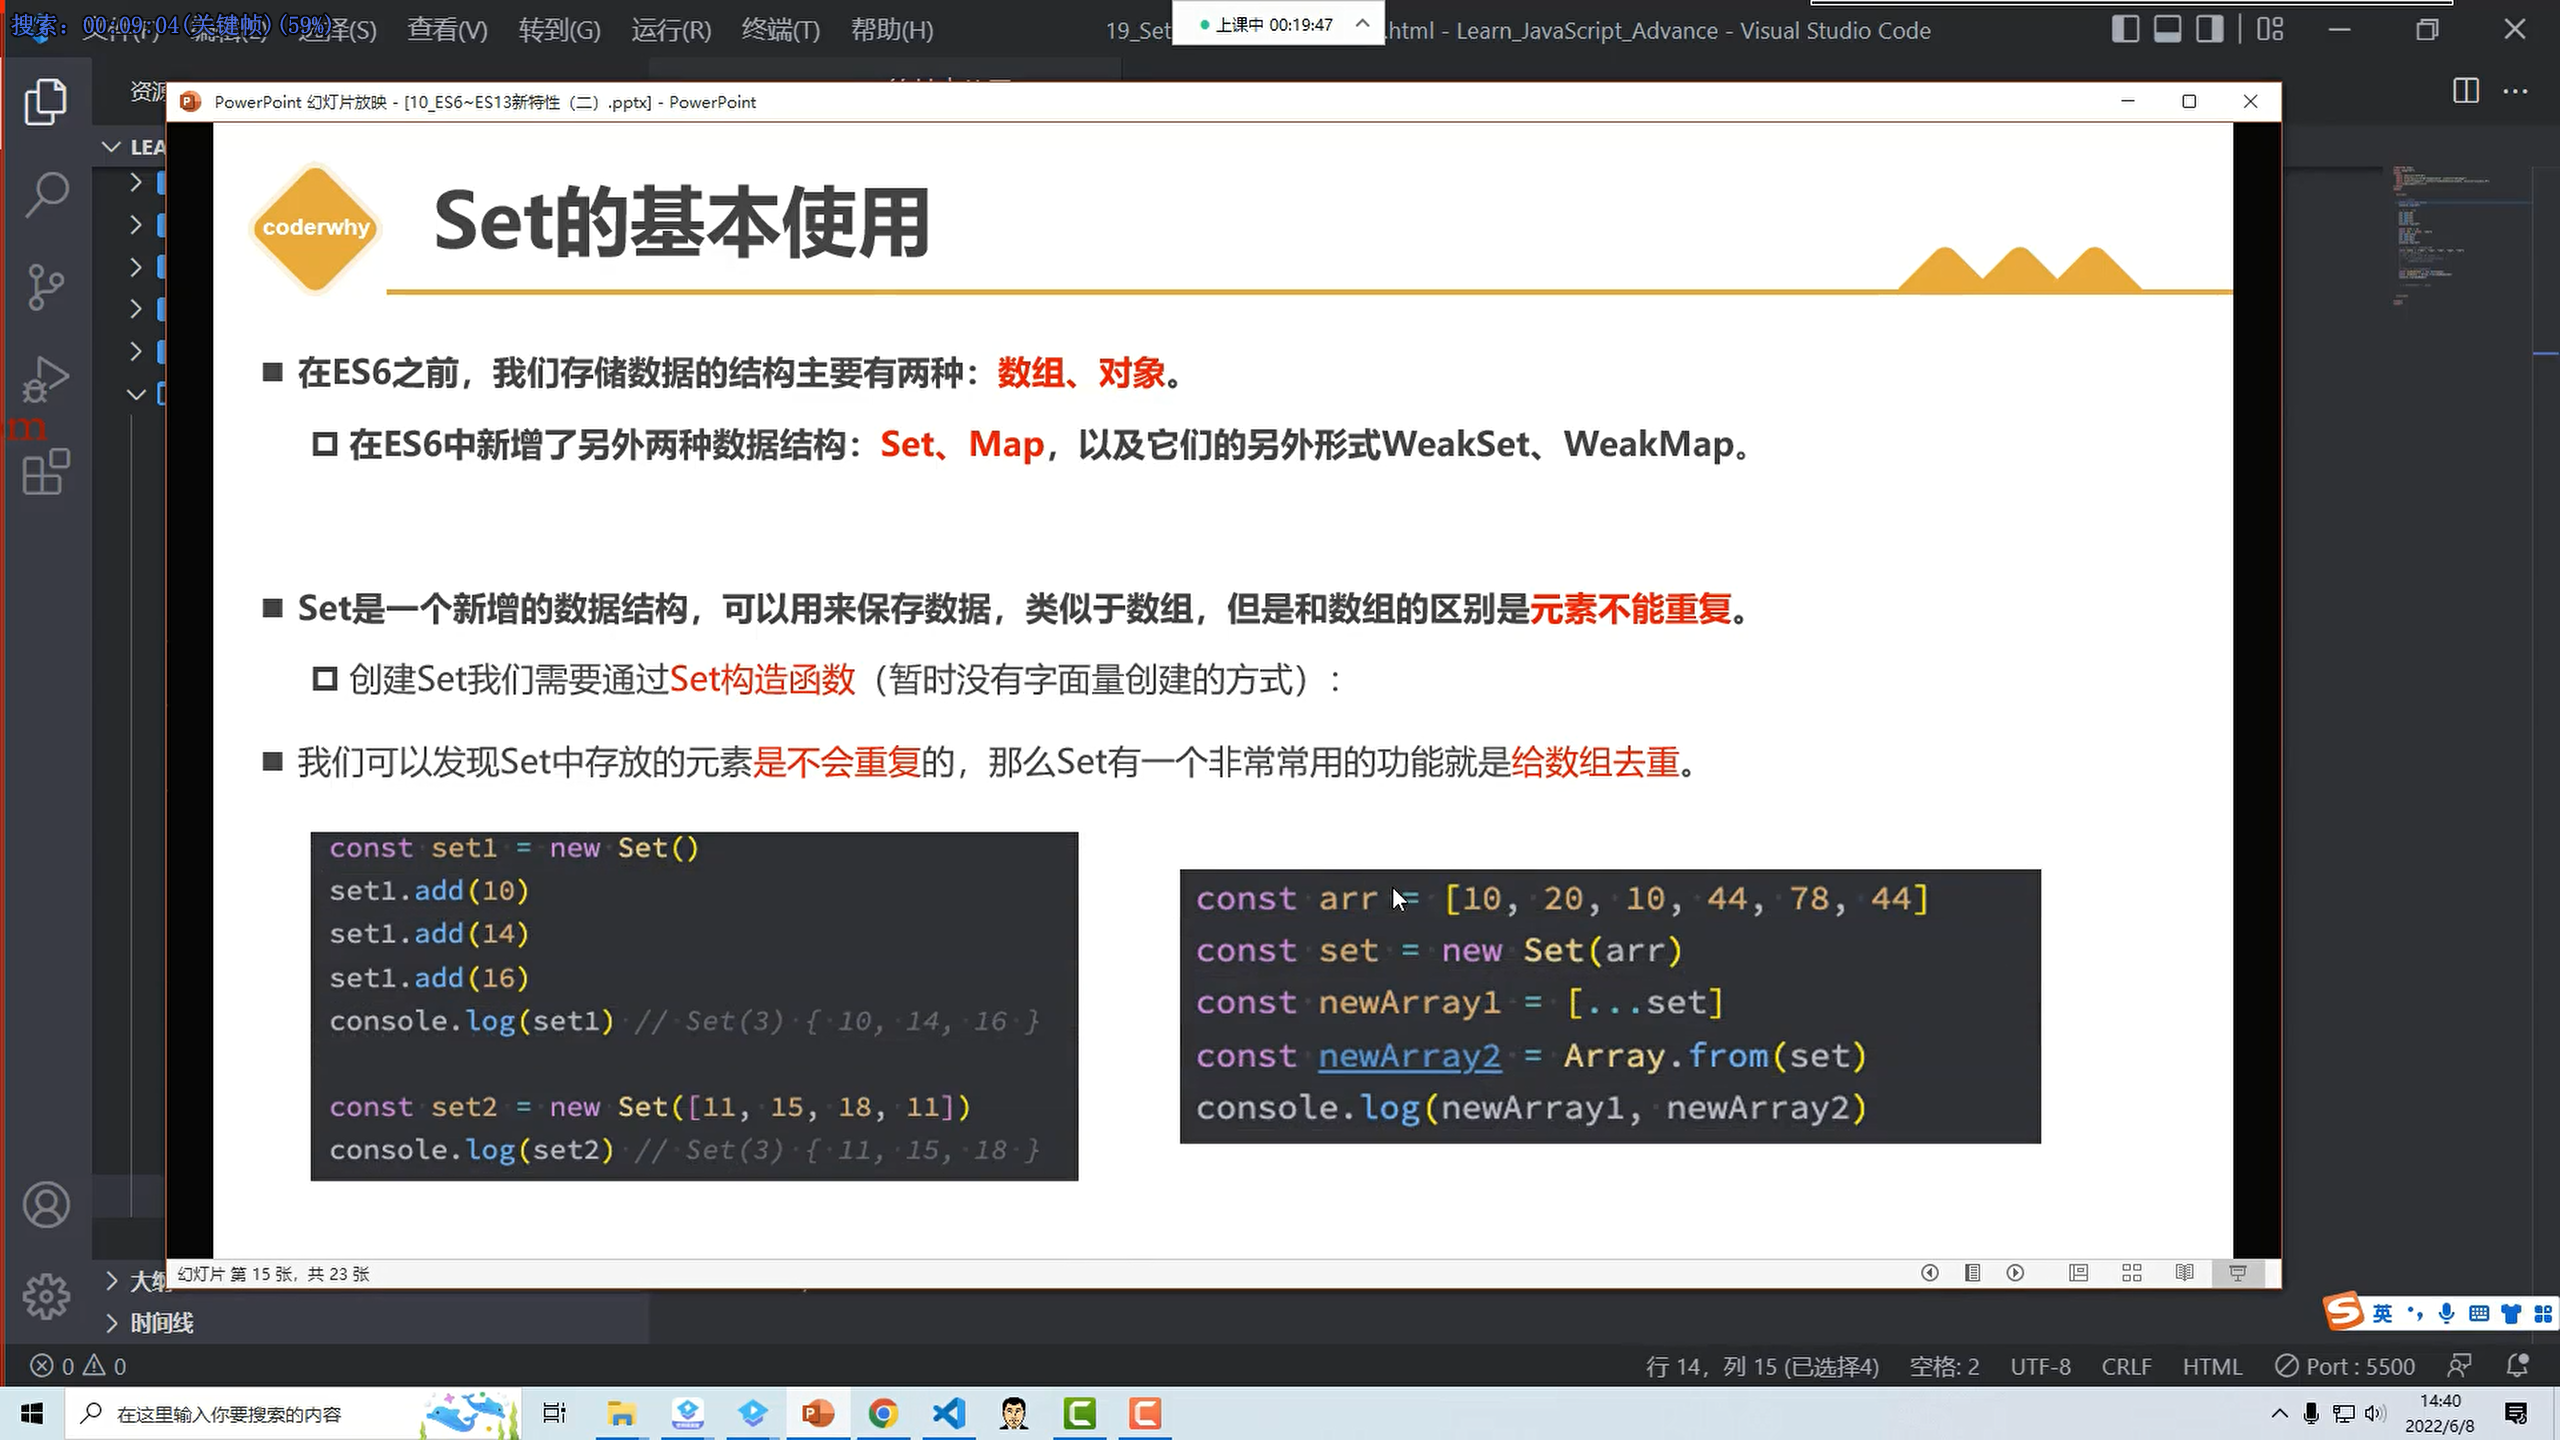 搜索: 00:09:04(关键帧)(59%)
查看(V) 转到(G) 运行(R) 终端(T) 帮助(H)
19_Set
上课中 00:19:47
.html - Learn_JavaScript_Advance - Visual Studio Code
PowerPoint 幻灯片放映 - [10_ES6~ES13新特性（二）.pptx] - PowerPoint
LEA
coderwhy
Set的基本使用
在ES6之前，我们存储数据的结构主要有两种：数组、对象。
在ES6中新增了另外两种数据结构：Set、Map，以及它们的另外形式WeakSet、WeakMap。
Set是一个新增的数据结构，可以用来保存数据，类似于数组，但是和数组的区别是元素不能重复。
创建Set我们需要通过Set构造函数（暂时没有字面量创建的方式）：
我们可以发现Set中存放的元素是不会重复的，那么Set有一个非常常用的功能就是给数组去重。
const set1 = new Set()
set1.add(10)
set1.add(14)
set1.add(16)
console.log(set1) // Set(3) { 10, 14, 16 }
const set2 = new Set([11, 15, 18, 11])
console.log(set2) // Set(3) { 11, 15, 18 }
const arr = [10, 20, 10, 44, 78, 44]
const set = new Set(arr)
const newArray1 = [...set]
const newArray2 = Array.from(set)
console.log(newArray1, newArray2)
幻灯片 第 15 张，共 23 张
大纲
时间线
英
0 0
行 14，列 15 (已选择4) 空格: 2 UTF-8 CRLF HTML Port : 5500
在这里输入你要搜索的内容
14:40
2022/6/8